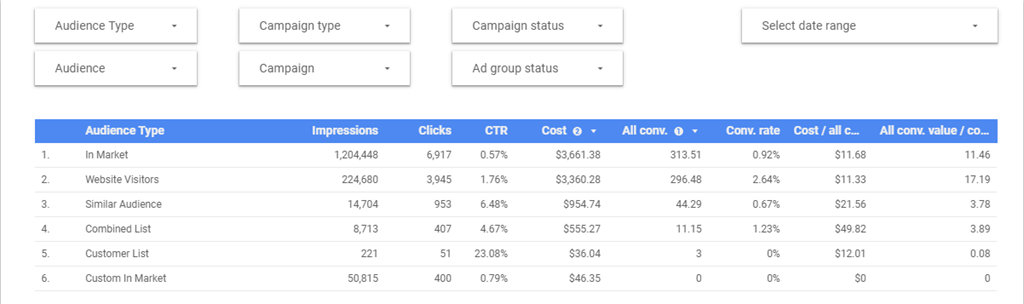 Audience Type Campaign type Campaign status Select date range
Audience Campaign Ad group status
Audience Type Impressions Clicks CTR Cost 2 All conv. 1 Conv. rate Cost / all c... All conv. value / co...
1. In Market 1,204,448 6,917 0.57% $3,661.38 313.51 0.92% $11.68 11.46
2. Website Visitors 224,680 3,945 1.76% $3,360.28 296.48 2.64% $11.33 17.19
3. Similar Audience 14,704 953 6.48% $954.74 44.29 0.67% $21.56 3.78
4. Combined List 8,713 407 4.67% $555.27 11.15 1.23% $49.82 3.89
5. Customer List 221 51 23.08% $36.04 3 0% $12.01 0.08
6. Custom In Market 50,815 400 0.79% $46.35 0 0% $0 0